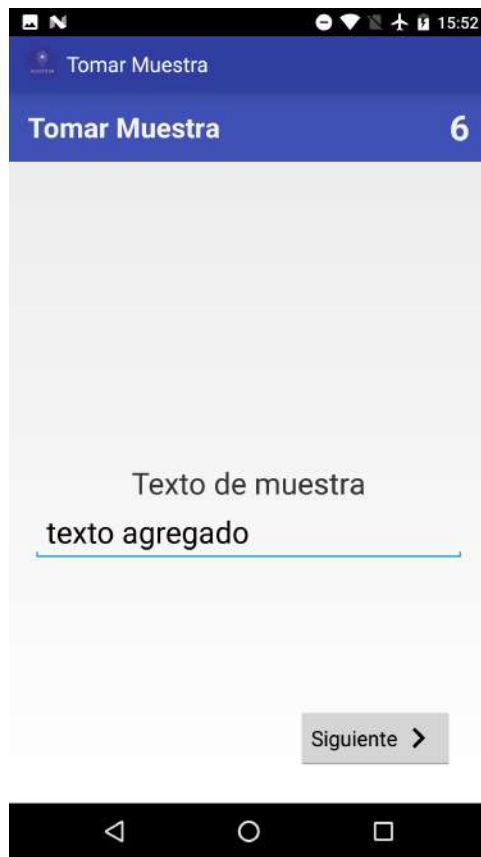 15:52
Tomar Muestra
Tomar Muestra 6
Texto de muestra
texto agregado
Siguiente